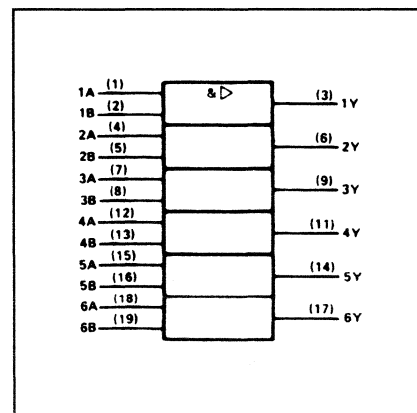 1A (1)
& ▷
(3) 1Y
1B (2)
2A (4)
(6) 2Y
2B (5)
3A (7)
(9) 3Y
3B (8)
4A (12)
(11) 4Y
4B (13)
5A (15)
(14) 5Y
5B (16)
6A (18)
(17) 6Y
6B (19)